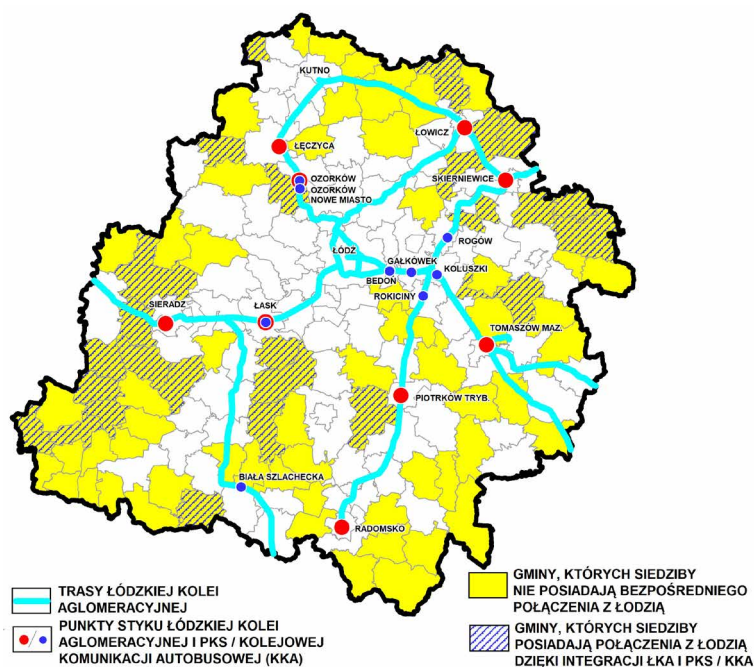 KUTNO
ŁOWICZ
ŁĘCZYCA
SKIERNIEWICE
OZORKÓW
OZORKÓW
NOWE MIASTO
ROGÓW
ŁÓDŹ
GAŁKÓWEK
KOLUSZKI
BEDOŃ
ROKICINY
SIERADZ
ŁASK
TOMASZÓW MAZ.
PIOTRKÓW TRYB.
BIAŁA SZLACHECKA
RADOMSKO
TRASY ŁÓDZKIEJ KOLEI
AGLOMERACYJNEJ
PUNKTY STYKU ŁÓDZKIEJ KOLEI
AGLOMERACYJNEJ I PKS / KOLEJOWEJ
KOMUNIKACJI AUTOBUSOWEJ (KKA)
GMINY, KTÓRYCH SIEDZIBY
NIE POSIADAJĄ BEZPOŚREDNIEGO
POŁĄCZENIA Z ŁODZIĄ
GMINY, KTÓRYCH SIEDZIBY
POSIADAJĄ POŁĄCZENIA Z ŁODZIĄ
DZIĘKI INTEGRACJI ŁKA I PKS / KKA